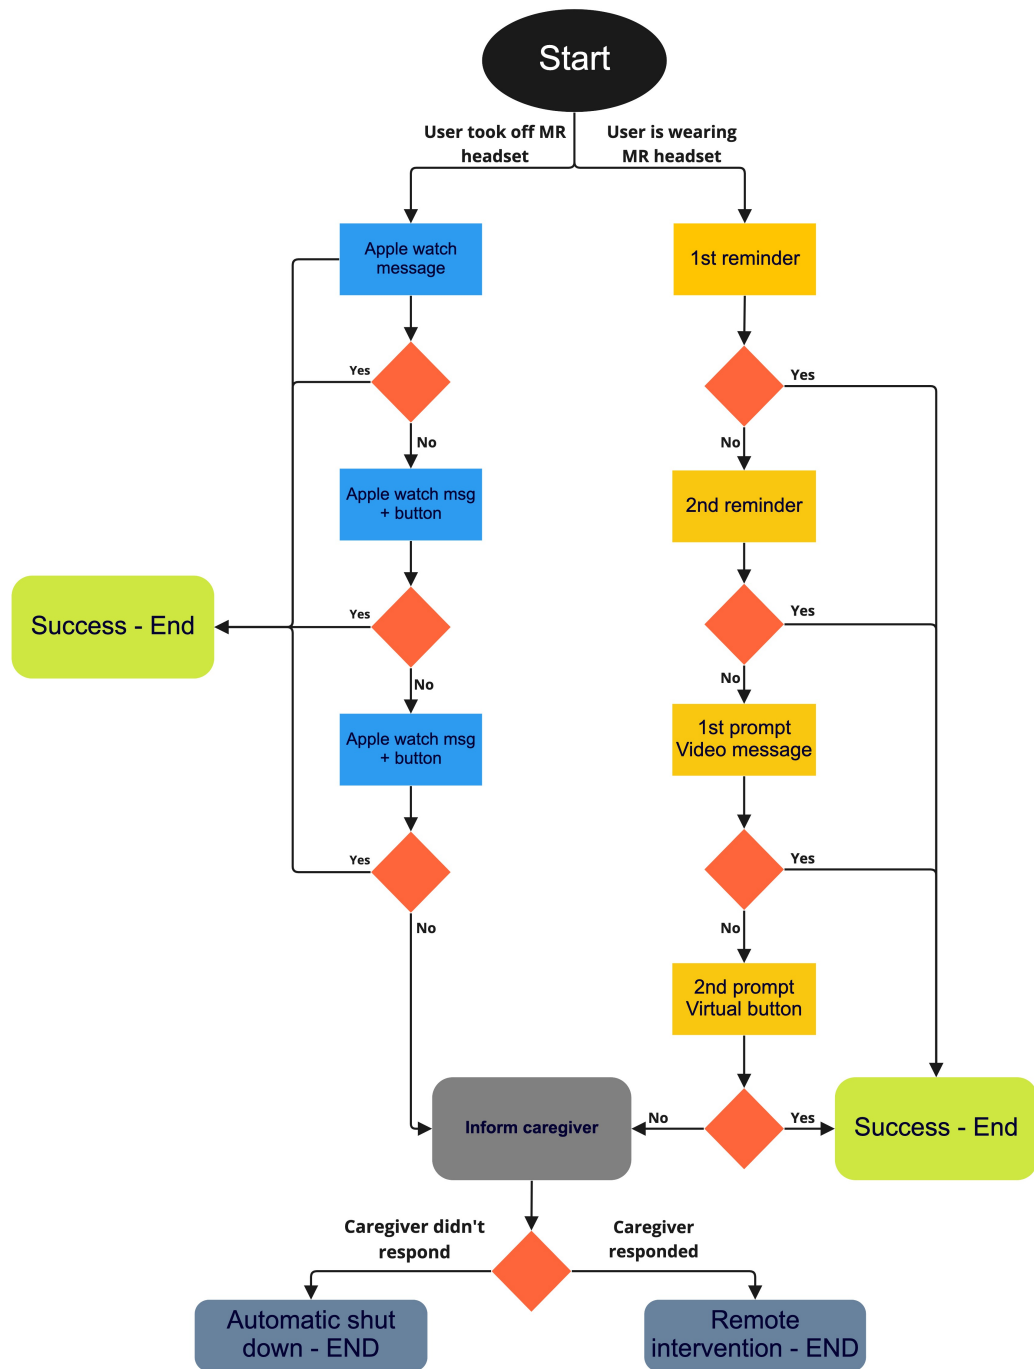 Start
User took off MR
headset
User is wearing
MR headset
Apple watch
message
1st reminder
Yes
Yes
No
No
Apple watch msg
+ button
2nd reminder
Yes
Yes
Success - End
No
No
Apple watch msg
+ button
1st prompt
Video message
Yes
Yes
No
No
2nd prompt
Virtual button
Inform caregiver
No
Yes
Success - End
Caregiver didn't
respond
Caregiver
responded
Automatic shut
down - END
Remote
intervention - END